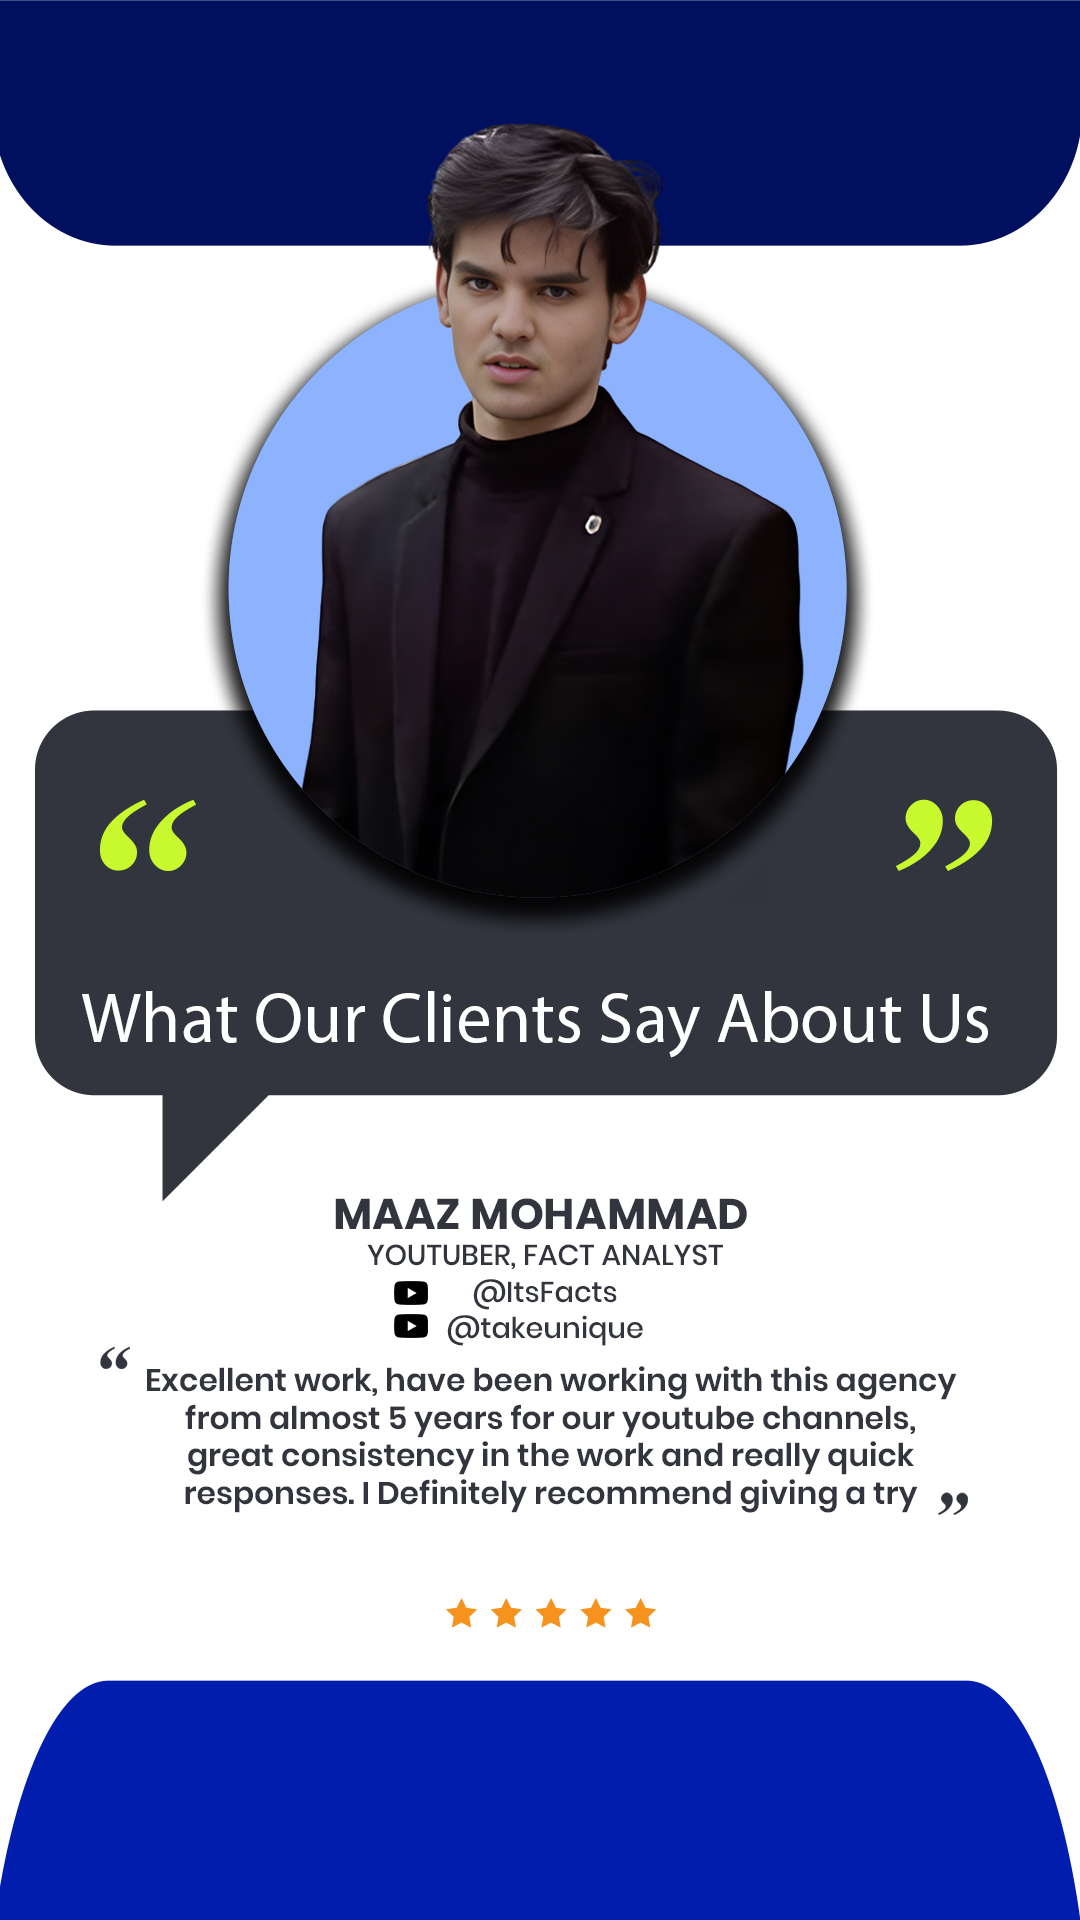 “ ”
What Our Clients Say About Us
MAAZ MOHAMMAD
YOUTUBER, FACT ANALYST
@ItsFacts
@takeunique
“ Excellent work, have been working with this agency
from almost 5 years for our youtube channels,
great consistency in the work and really quick
responses. I Definitely recommend giving a try ”